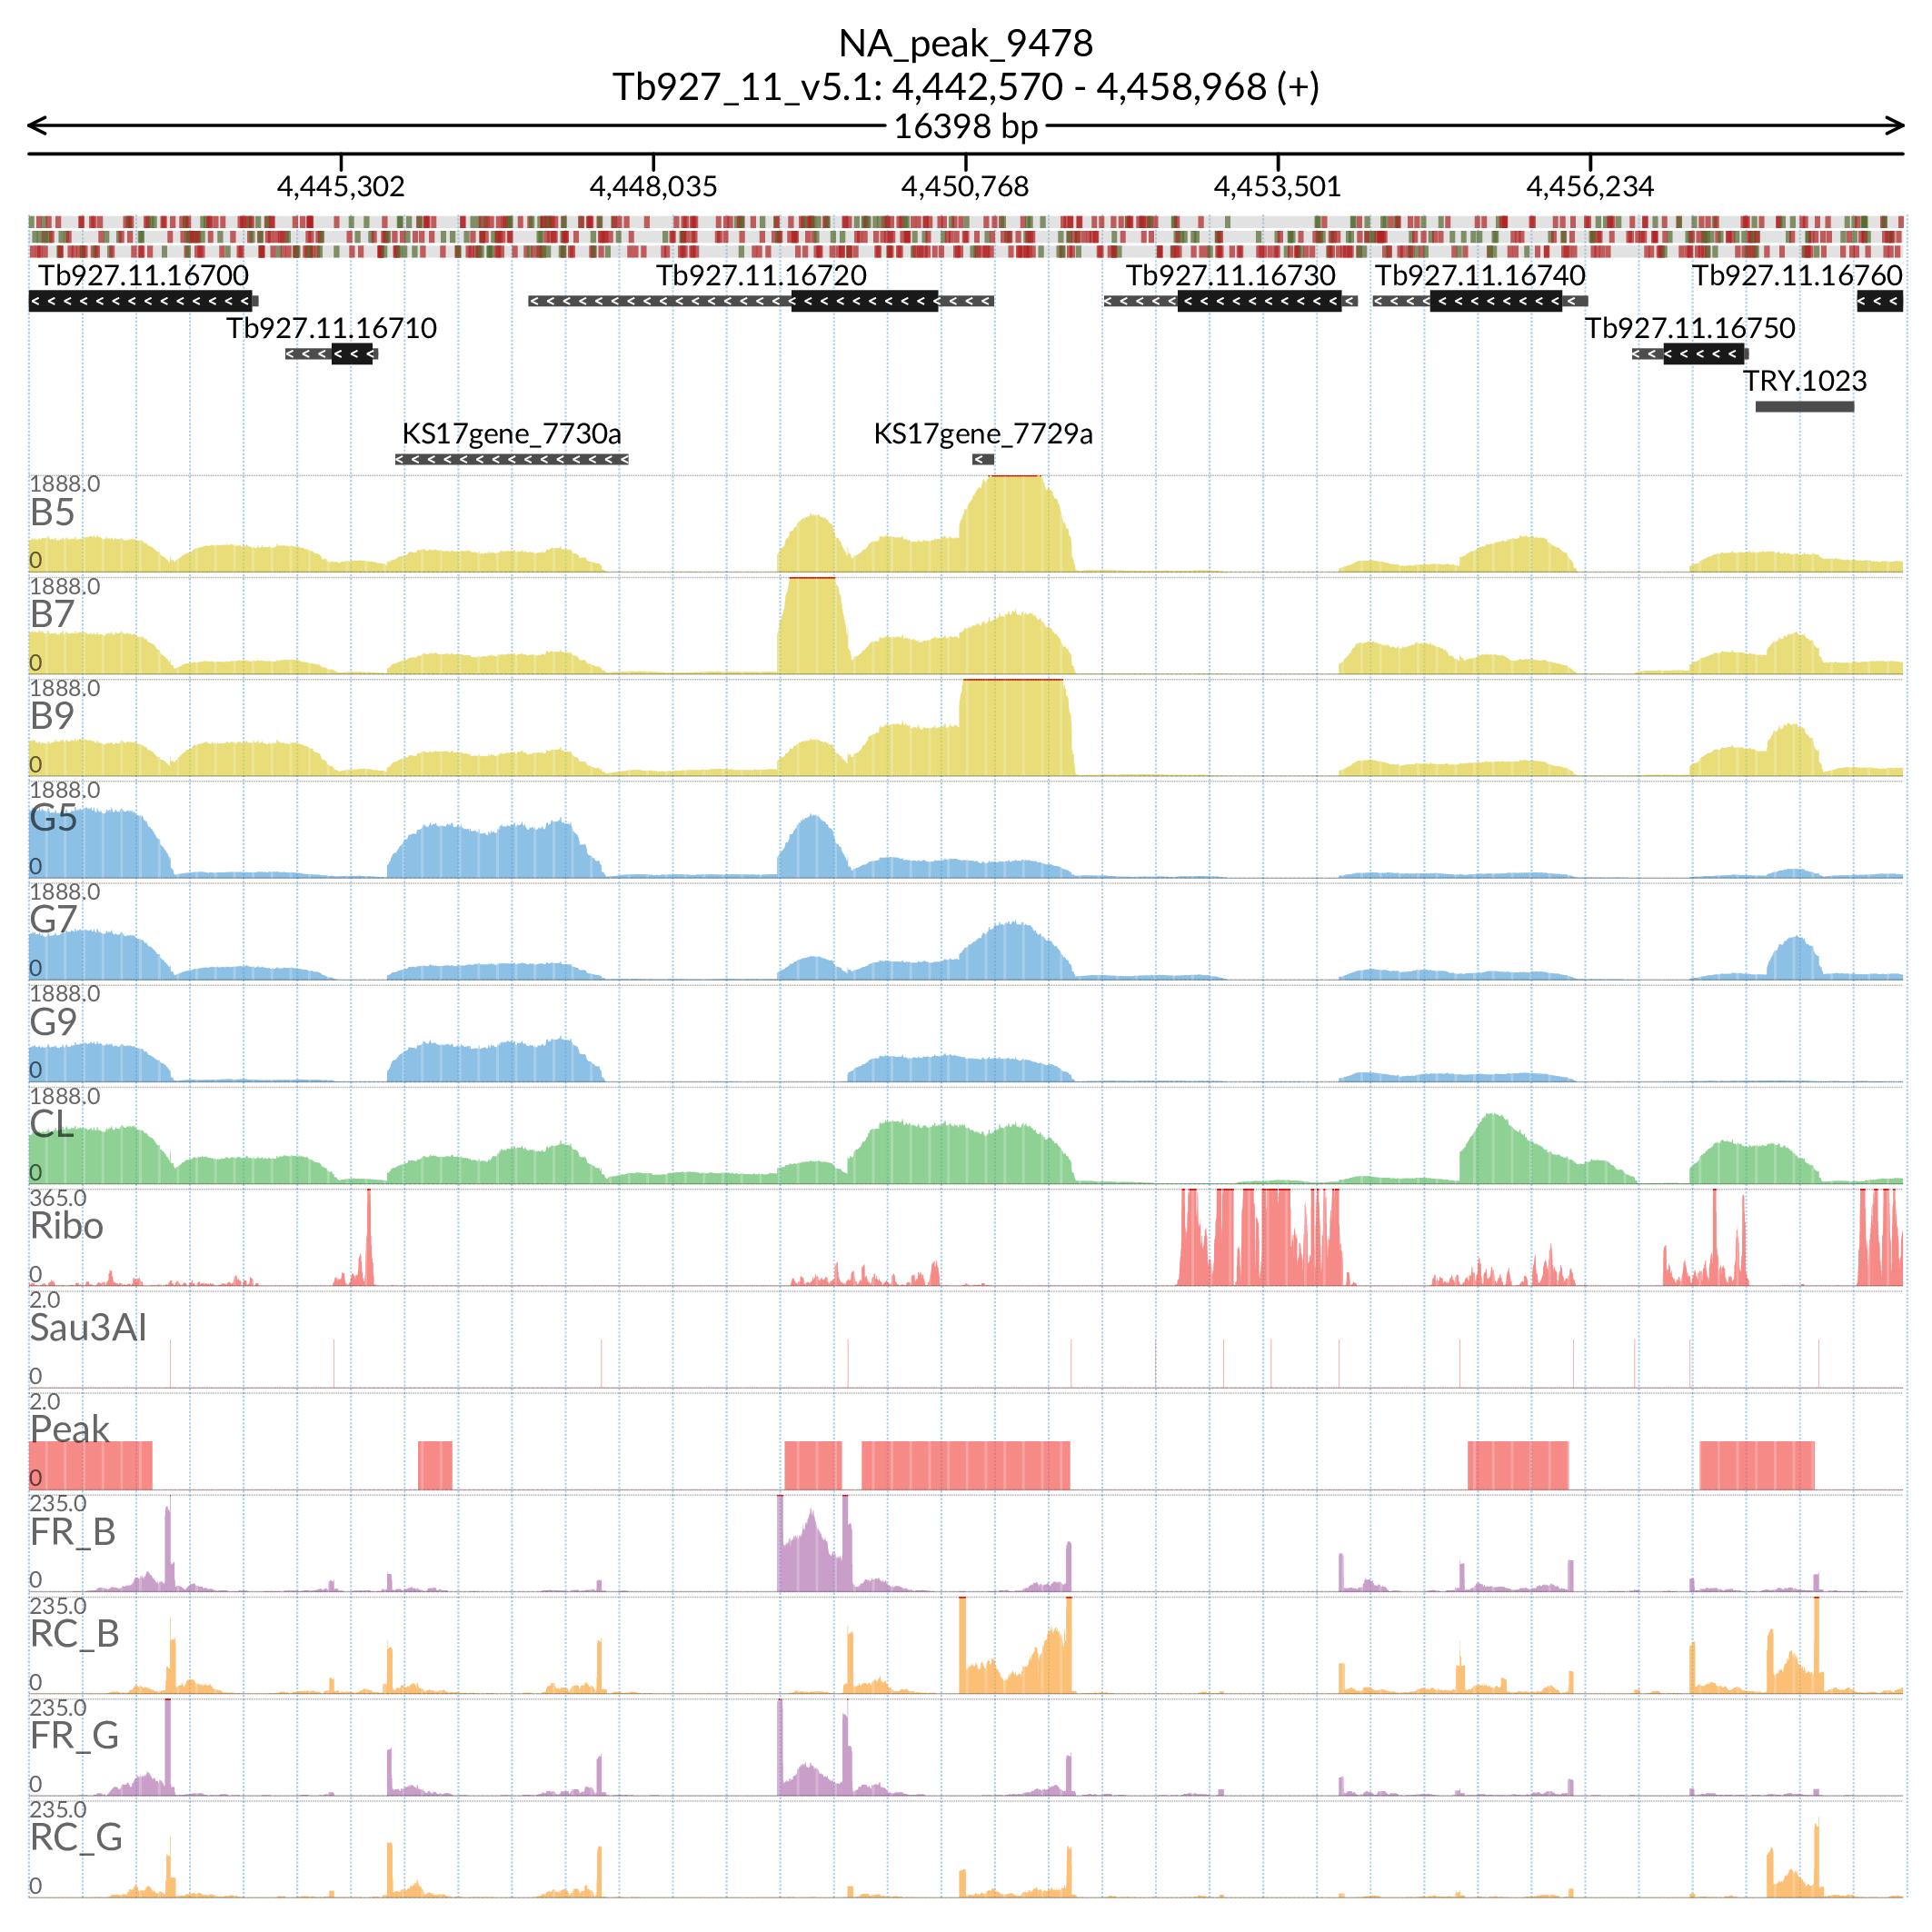 NA_peak_9478
Tb927_11_v5.1: 4,442,570 - 4,458,968 (+)
16398 bp
4,445,302 4,448,035 4,450,768 4,453,501 4,456,234
Tb927.11.16700 Tb927.11.16720 Tb927.11.16730 Tb927.11.16740 Tb927.11.16760
Tb927.11.16710 Tb927.11.16750
TRY.1023
KS17gene_7730a KS17gene_7729a
1888.0
B5
0
1888.0
B7
0
1888.0
B9
0
1888.0
G5
0
1888.0
G7
0
1888.0
G9
0
1888.0
CL
0
365.0
Ribo
0
2.0
Sau3AI
0
2.0
Peak
0
235.0
FR_B
0
235.0
RC_B
0
235.0
FR_G
0
235.0
RC_G
0